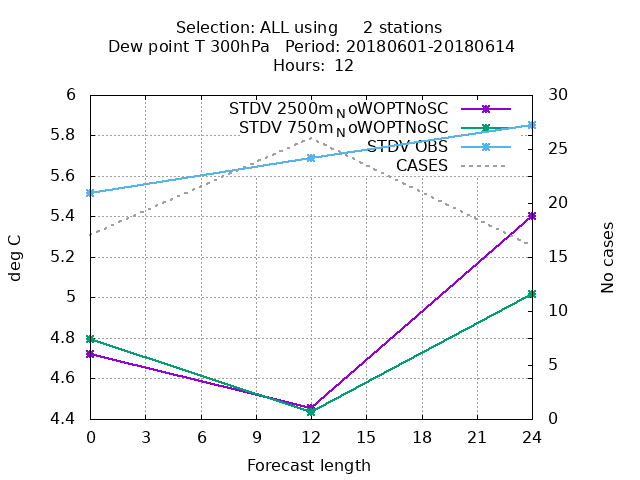 Selection: ALL using 2 stations
Dew point T 300hPa Period: 20180601-20180614
Hours: 12
STDV 2500m_NoWOPTNoSC
STDV 750m_NoWOPTNoSC
STDV OBS
CASES
6
5.8
5.6
5.4
5.2
5
4.8
4.6
4.4
deg C
30
25
20
15
10
5
0
No cases
0 3 6 9 12 15 18 21 24
Forecast length